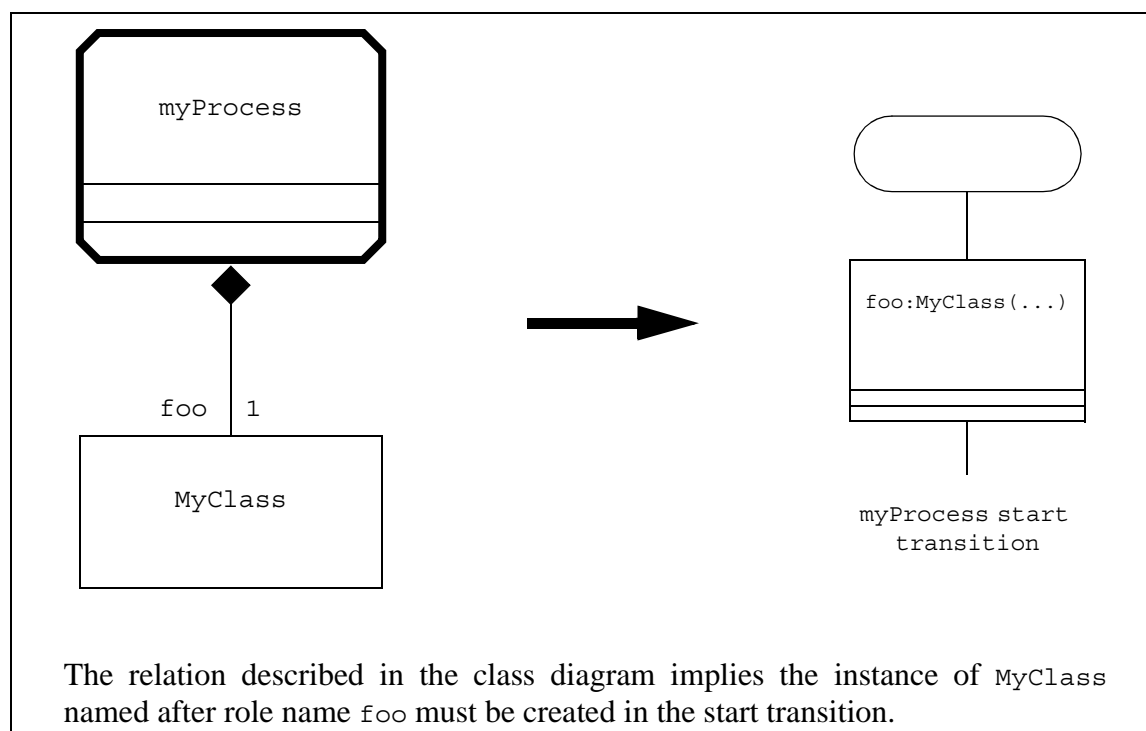 myProcess
foo 1
MyClass
foo:MyClass(...)
myProcess start
transition
The relation described in the class diagram implies the instance of MyClass
named after role name foo must be created in the start transition.